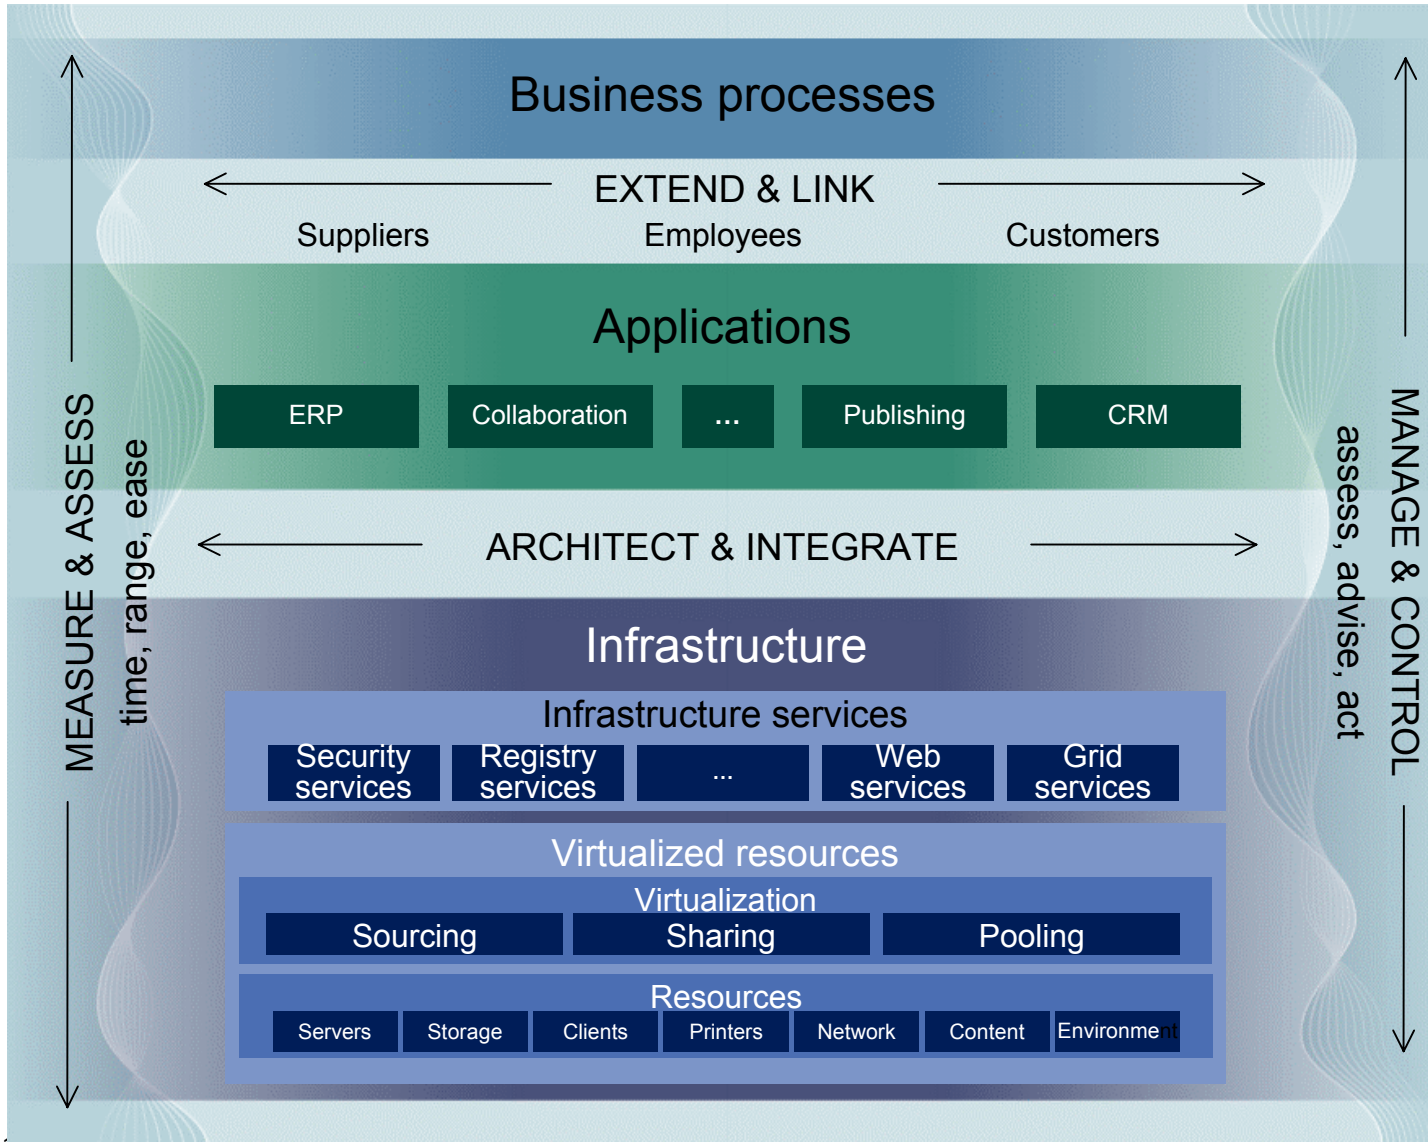 Business processes
EXTEND & LINK
Suppliers
Employees
Customers
Applications
ERP
Collaboration
...
Publishing
CRM
ARCHITECT & INTEGRATE
Infrastructure
Infrastructure services
Security
services
Registry
services
...
Web
services
Grid
services
Virtualized resources
Virtualization
Sourcing
Sharing
Pooling
Resources
Servers
Storage
Clients
Printers
Network
Content
Environment
MEASURE & ASSESS
time, range, ease
MANAGE & CONTROL
assess, advise, act